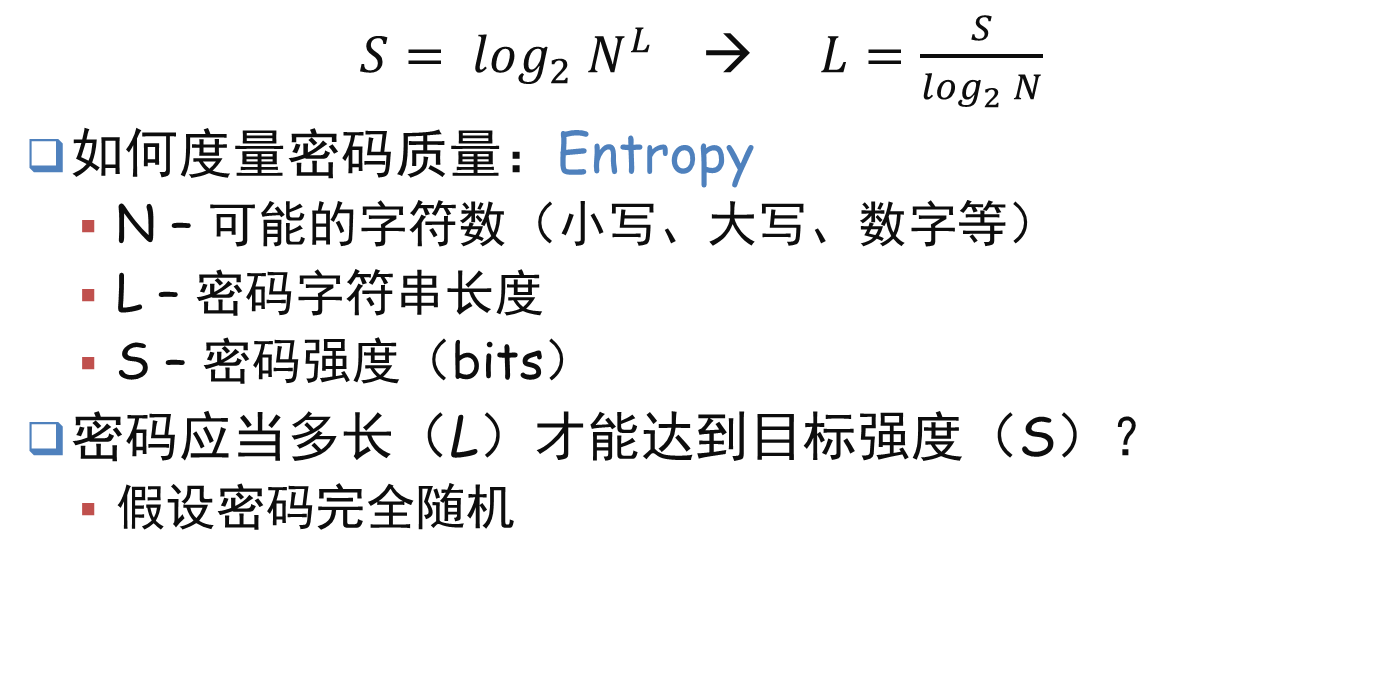 S = log₂ N^L → L = S / log₂ N
❑如何度量密码质量：Entropy
▪ N – 可能的字符数（小写、大写、数字等）
▪ L – 密码字符串长度
▪ S – 密码强度（bits）
❑密码应当多长（L）才能达到目标强度（S）？
▪ 假设密码完全随机